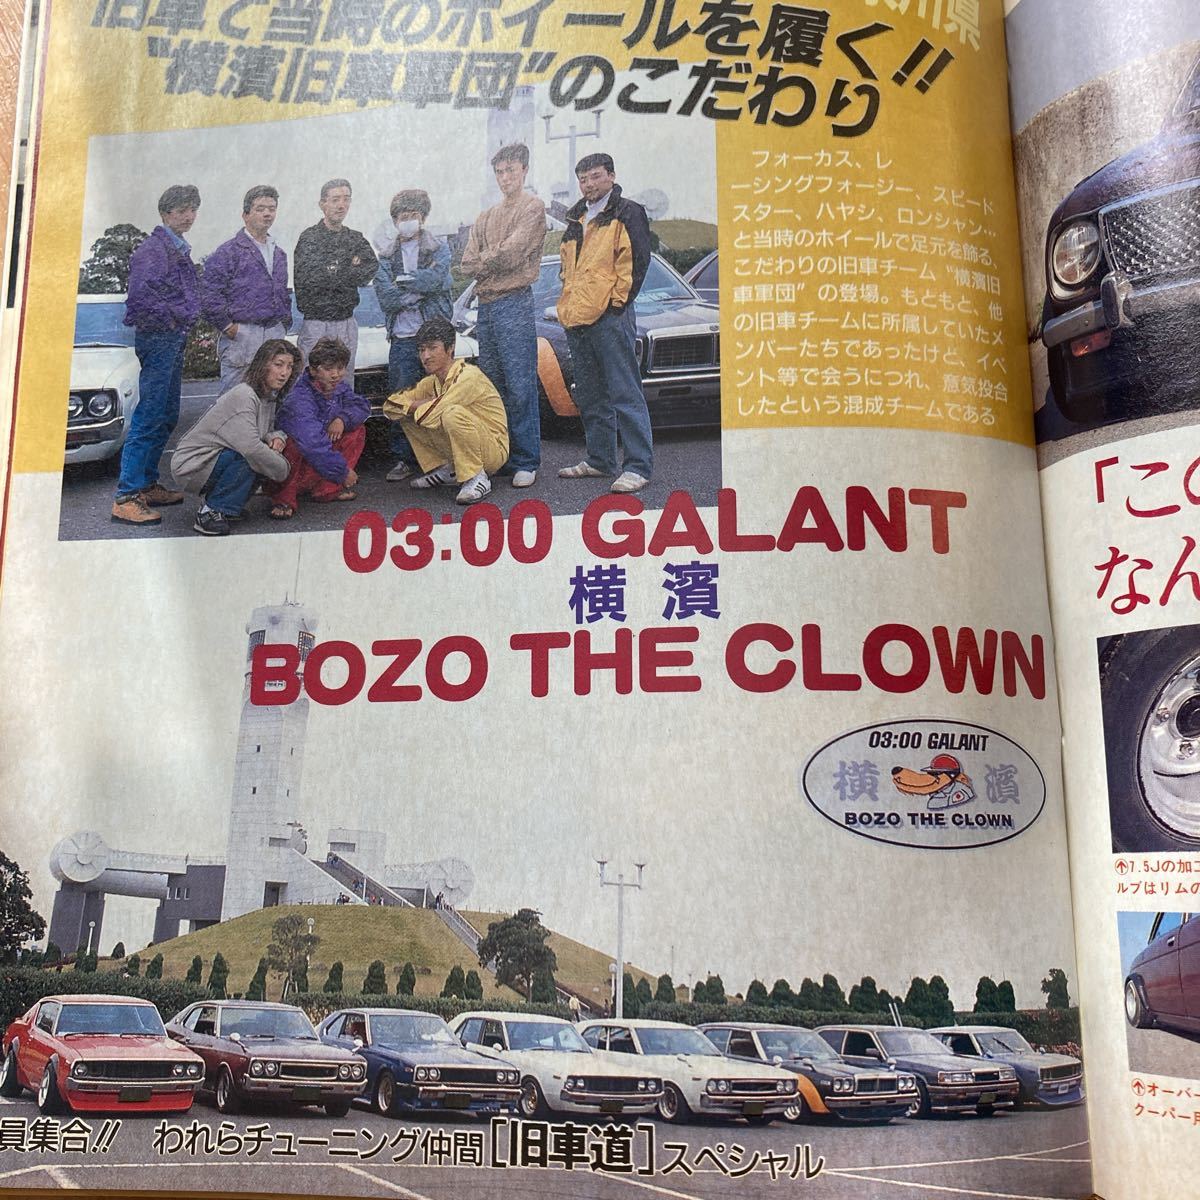 川県
旧車で当時のホイールを履く!!
“横濱旧車軍団”のこだわり
フォーカス、レ
ーシングフォージー、スピード
スター、ハヤシ、ロンシャン…
と当時のホイールで足元を飾る、
こだわりの旧車チーム“横濱旧
車軍団”の登場。もともと、他
の旧車チームに所属していたメ
ンバーたちであったけど、イベ
ント等で会うにつれ、意気投合
したという混成チームである
03:00 GALANT
横濱
BOZO THE CLOWN
03:00 GALANT
横 濱
BOZO THE CLOWN
員集合!! われらチューニング仲間[旧車道]スペシャル
「この
なん
7.5Jの加工
ルブはリムの
オーバー
クーパーF